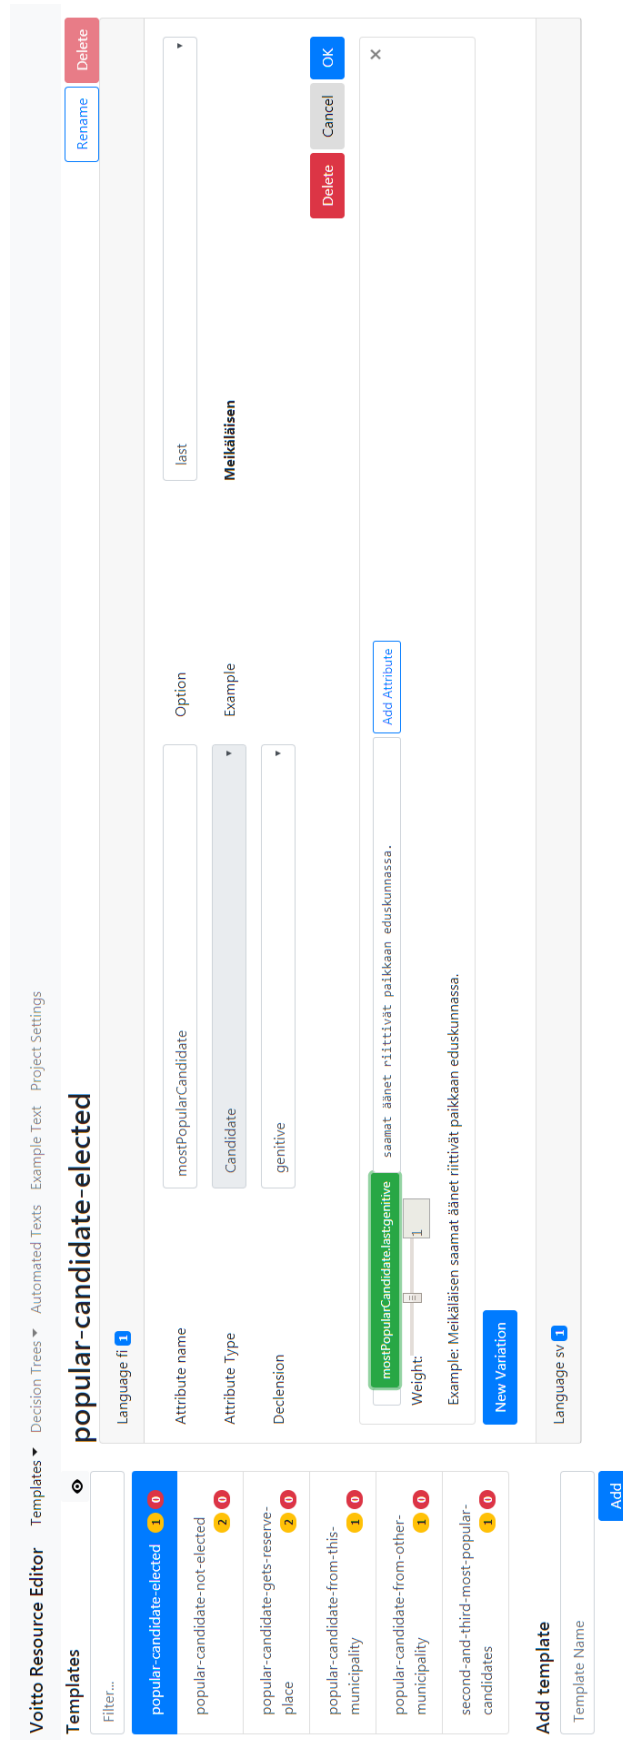 Voitto Resource Editor Templates Decision Trees Automated Texts Example Text Project Settings
Templates
Filter...
popular-candidate-elected 1 0
popular-candidate-not-elected 2 0
popular-candidate-gets-reserve-
place 2 0
popular-candidate-from-this-
municipality 1 0
popular-candidate-from-other-
municipality 1 0
second-and-third-most-popular-
candidates 1 0
Add template
Template Name
Add
popular-candidate-elected
Rename Delete
Language fi 1
Attribute name mostPopularCandidate Option last
Attribute Type Candidate Example Meikäläisen
Declension genitive
Delete Cancel OK
mostPopularCandidate.last:genitive saamat äänet riittivät paikkaan eduskunnassa. Add Attribute ×
Weight: 1
Example: Meikäläisen saamat äänet riittivät paikkaan eduskunnassa.
New Variation
Language sv 1